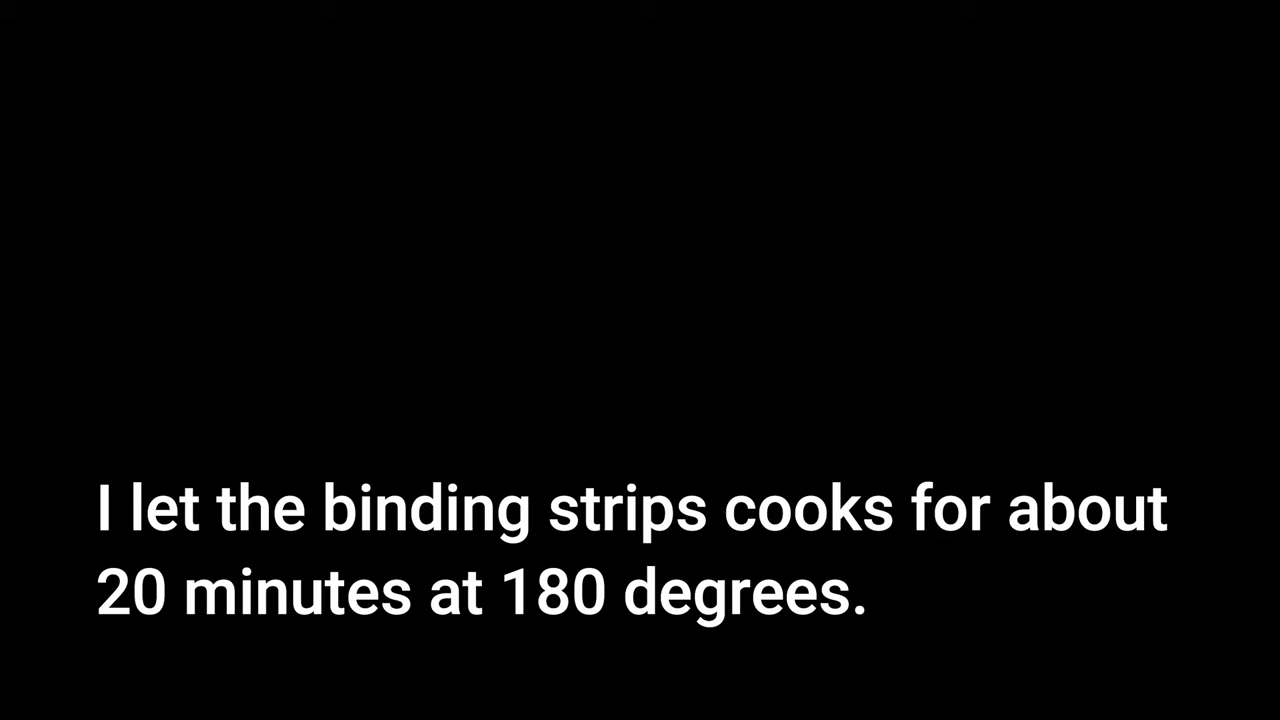 I let the binding strips cooks for about
20 minutes at 180 degrees.